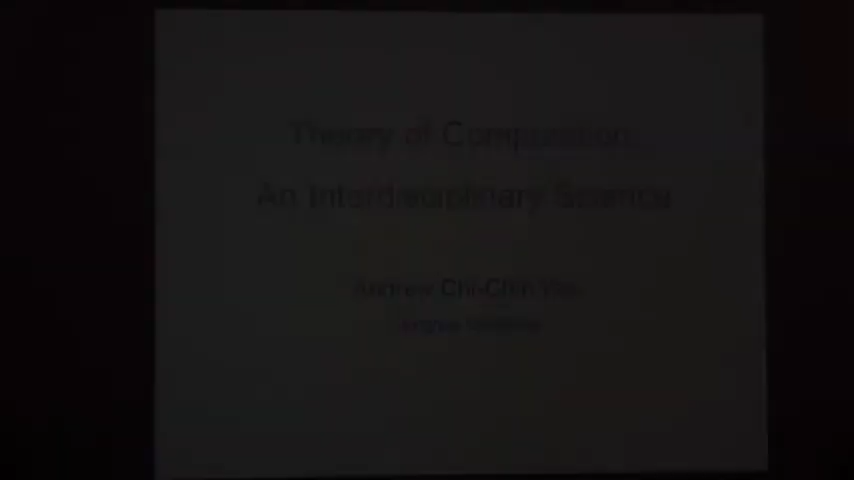 Theory of Computation
An Interdisciplinary Science
Andrew Chi-Chih Yao